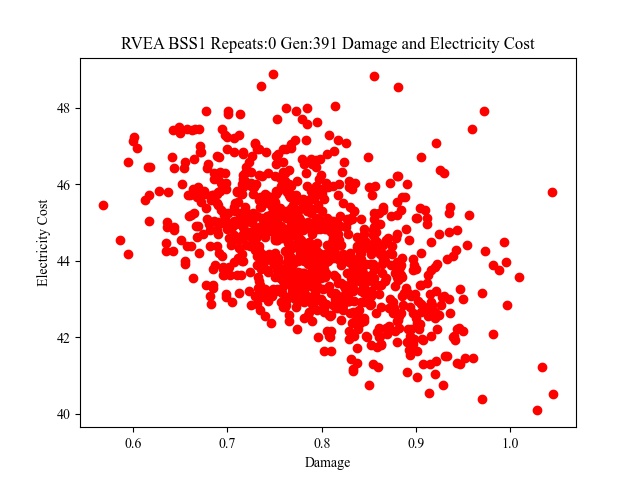 RVEA BSS1 Repeats:0 Gen:391 Damage and Electricity Cost
48
46
44
42
40
Electricity Cost
0.6 0.7 0.8 0.9 1.0
Damage